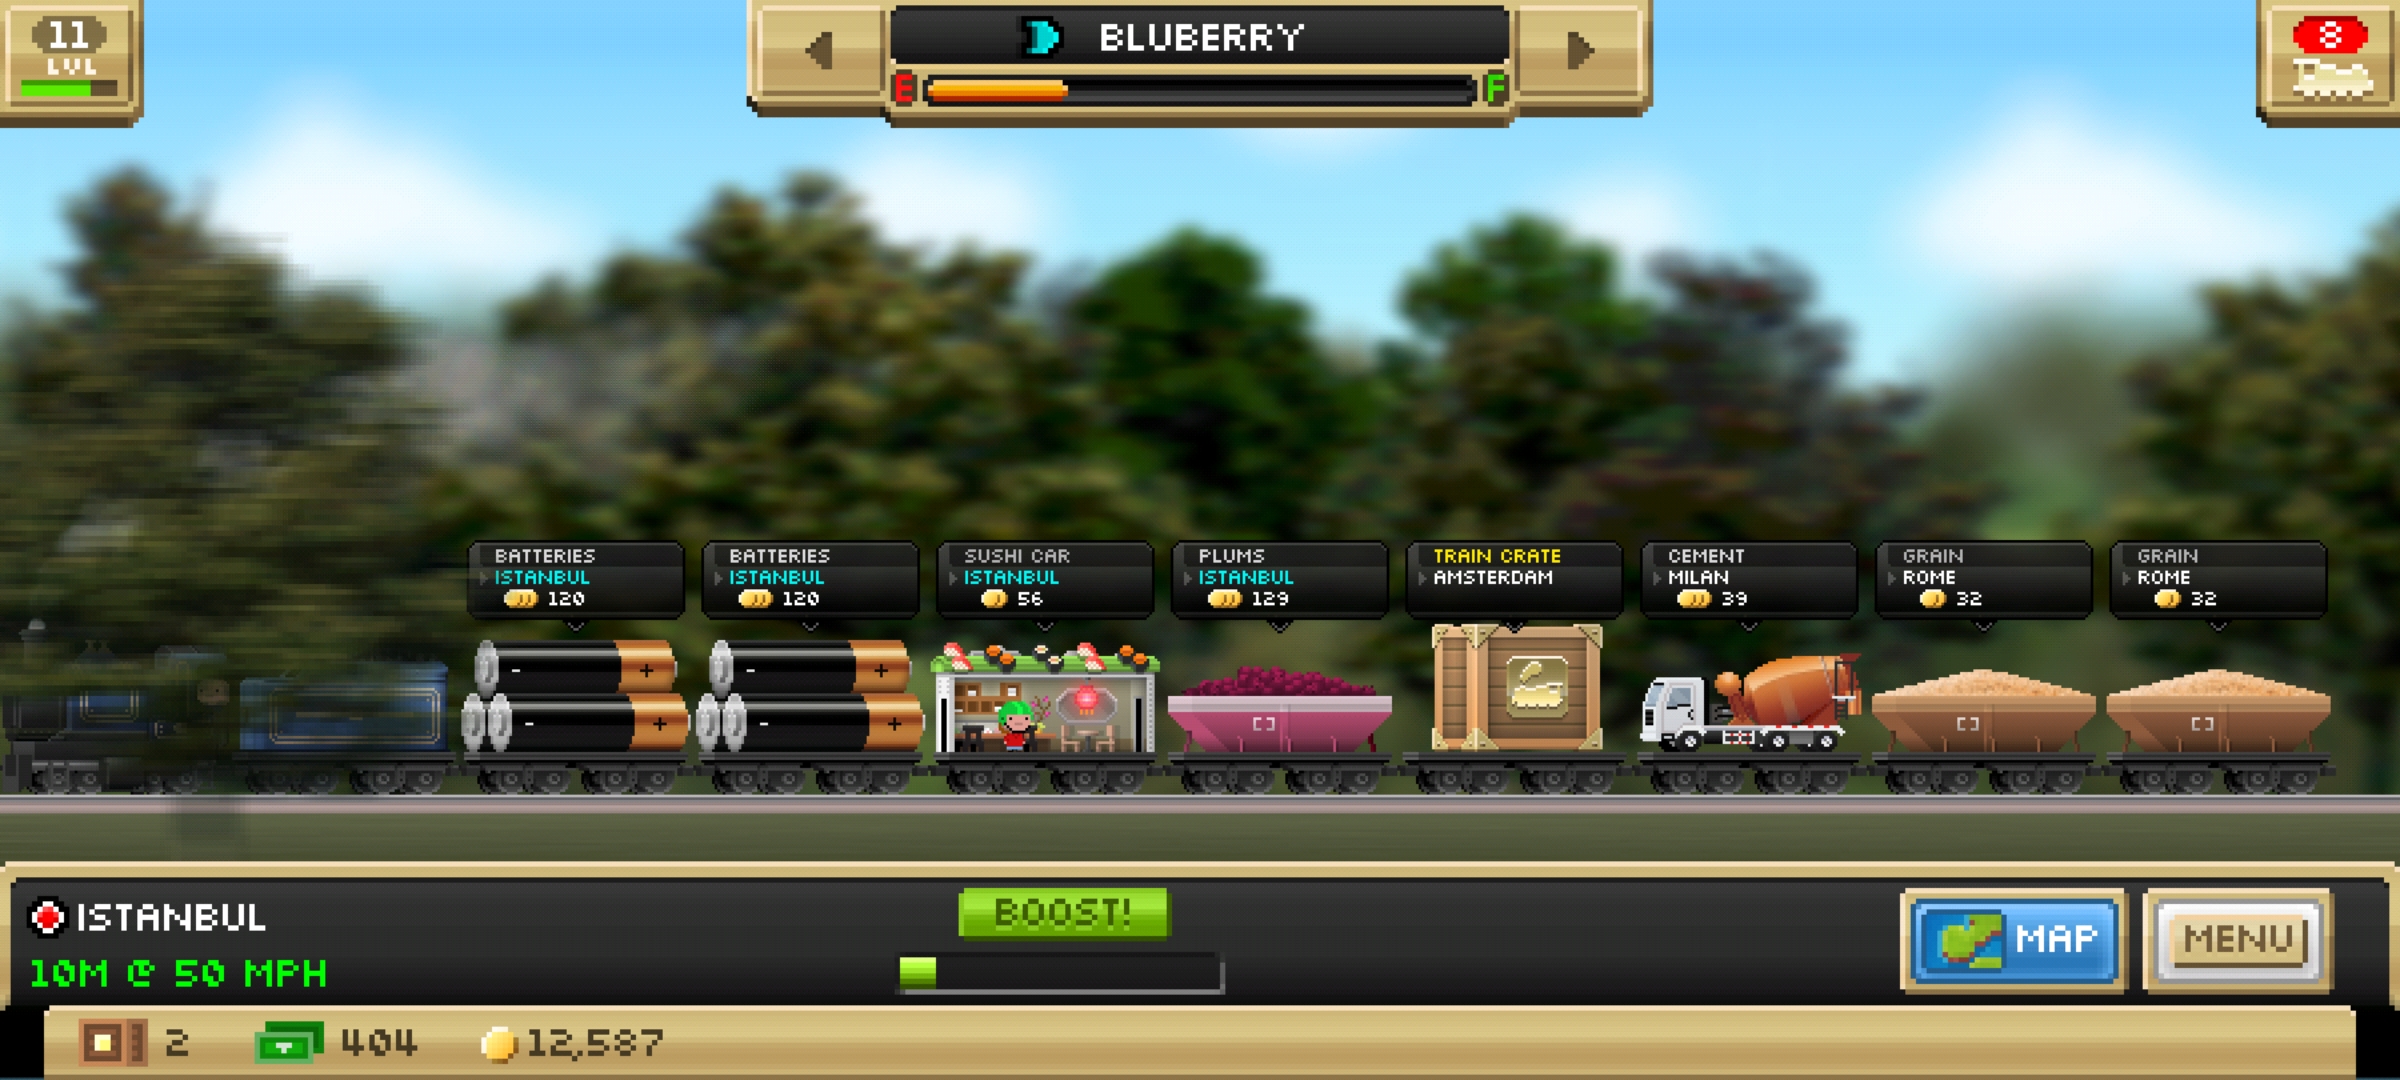 11
LVL
BLUBERRY
E F
8
BATTERIES
ISTANBUL
120
BATTERIES
ISTANBUL
120
SUSHI CAR
ISTANBUL
56
PLUMS
ISTANBUL
129
TRAIN CRATE
AMSTERDAM
CEMENT
MILAN
39
GRAIN
ROME
32
GRAIN
ROME
32
ISTANBUL
10M @ 50 MPH
BOOST!
MAP
MENU
2
404
12,587